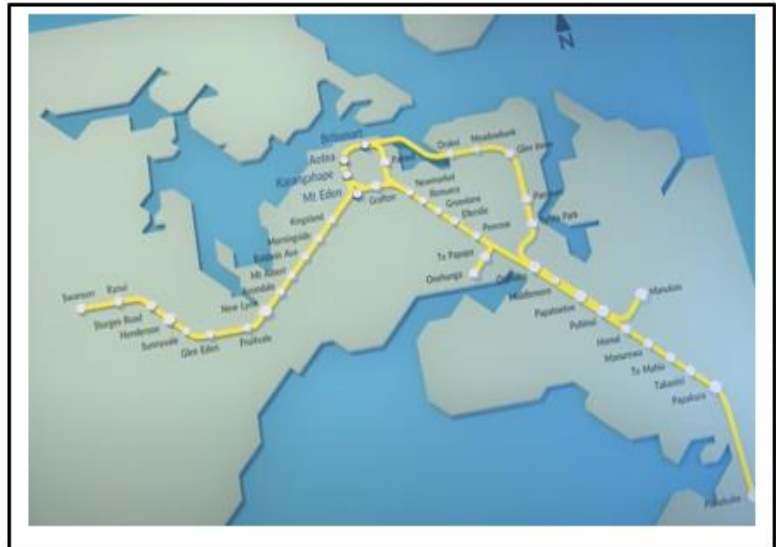 N
Britomart
Aotea
Karangahape
Mt Eden
Grafton
Parnell
Orakei
Meadowbank
Glen Innes
Panmure
Sylvia Park
Newmarket
Remuera
Greenlane
Ellerslie
Penrose
Te Papapa
Onehunga
Otahuhu
Middlemore
Papatoetoe
Puhinui
Manukau
Homai
Manurewa
Te Mahia
Takanini
Papakura
Pukekohe
Kingsland
Morningside
Baldwin Ave
Mt Albert
Avondale
New Lynn
Fruitvale
Glen Eden
Sunnyvale
Henderson
Sturges Road
Ranui
Swanson